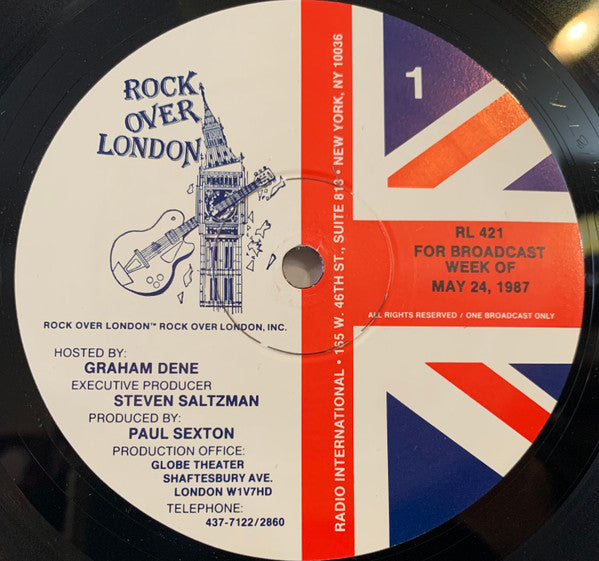 ROCK
OVER
LONDON
ROCK OVER LONDON™ ROCK OVER LONDON, INC.
HOSTED BY:
GRAHAM DENE
EXECUTIVE PRODUCER
STEVEN SALTZMAN
PRODUCED BY:
PAUL SEXTON
PRODUCTION OFFICE:
GLOBE THEATER
SHAFTESBURY AVE.
LONDON W1V7HD
TELEPHONE:
437-7122/2860
RADIO INTERNATIONAL • 165 W. 46TH ST., SUITE 813 • NEW YORK, NY 10036
1
RL 421
FOR BROADCAST
WEEK OF
MAY 24, 1987
ALL RIGHTS RESERVED / ONE BROADCAST ONLY